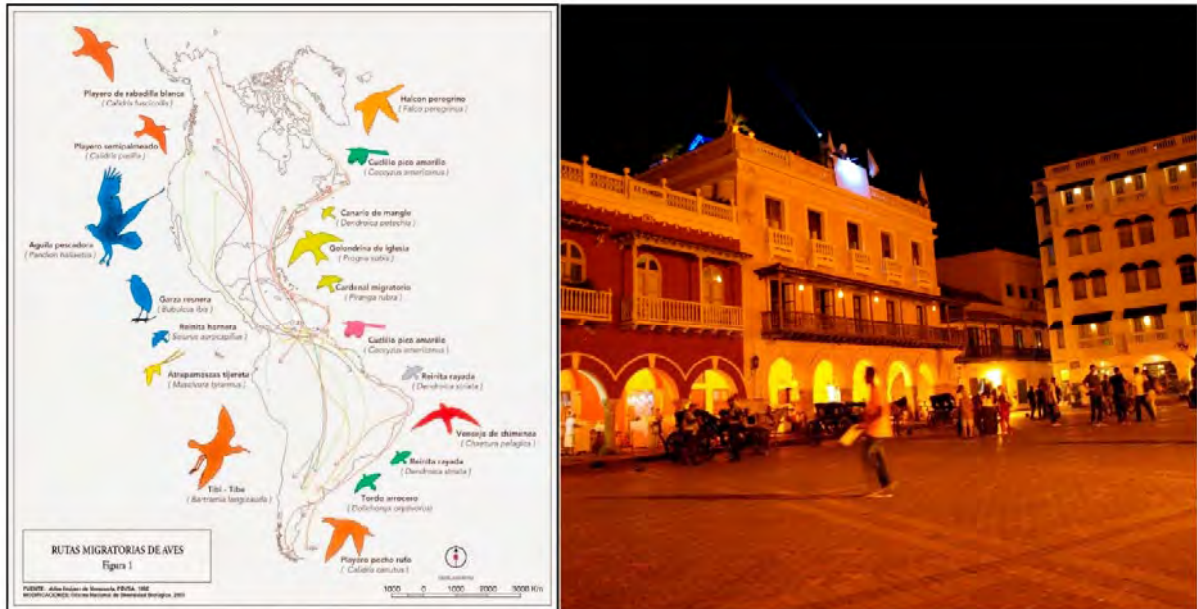 Playero de rabadilla blanca
( Calidris fuscicollis )
Halcon peregrino
( Falco peregrinus )
Playero semipalmeado
( Calidris pusilla )
Cuclillo pico amarillo
( Coccyzus americanus )
Canario de mangle
( Dendroica petechia )
Aguila pescadora
( Pandion haliaetus )
Golondrina de iglesia
( Progne subis )
Cardenal migratorio
( Piranga rubra )
Garza reunera
( Bubulcus ibis )
Reinita hornera
( Seiurus aurocapillus )
Cuclillo pico amarillo
( Coccyzus americanus )
Atrapamoscas tijereta
( Muscivora tyrannus )
Reinita rayada
( Dendroica striata )
Vencejo de chimenea
( Chaetura pelagica )
Reinita rayada
( Dendroica striata )
Tibi - Tibe
( Bartramia longicauda )
Tordo arrocero
( Dolichonyx oryzivorus )
Playero pecho rufo
( Calidris canutus )
RUTAS MIGRATORIAS DE AVES
Figura 1
1000 0 1000 2000 3000 Km